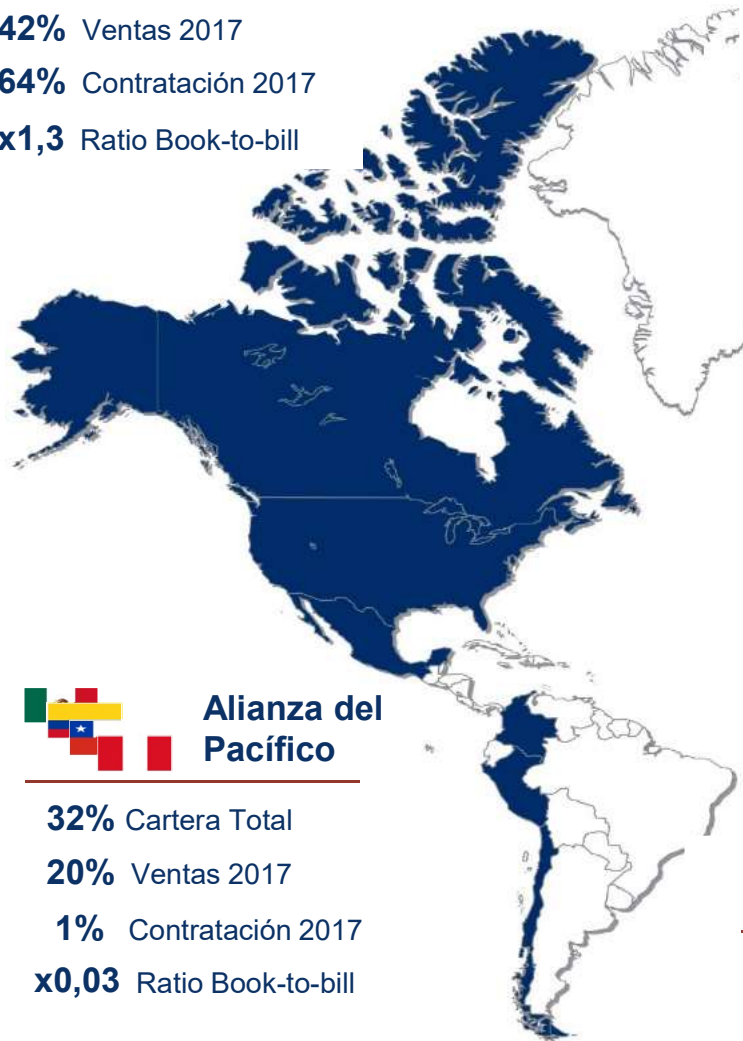 42% Ventas 2017
64% Contratación 2017
x1,3 Ratio Book-to-bill
Alianza del
Pacífico
32% Cartera Total
20% Ventas 2017
1% Contratación 2017
x0,03 Ratio Book-to-bill